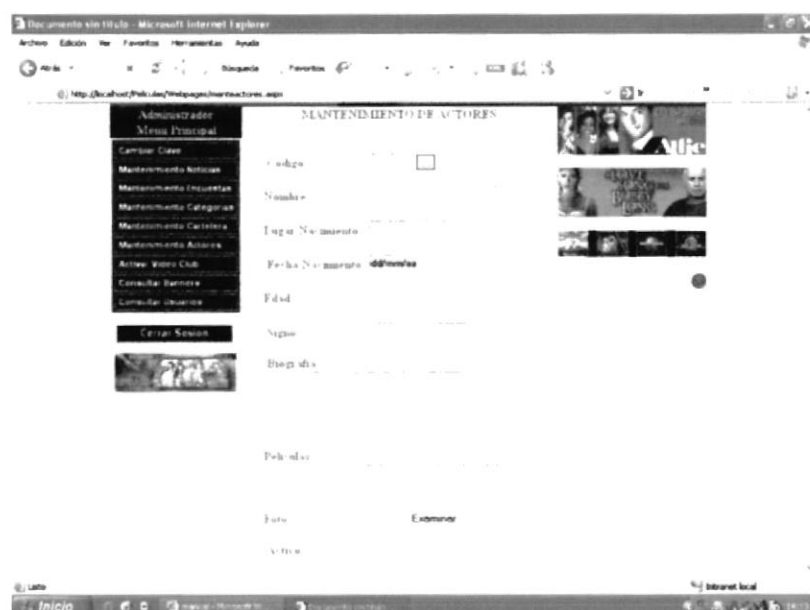 Documento sin título - Microsoft Internet Explorer
Archivo Edición Ver Favoritos Herramientas Ayuda
Atrás Búsqueda Favoritos
http://localhost/Peliculas/Webpages/manteactores.aspx
Administrador
Menu Principal
Cambiar Clave
Mantenimiento Noticias
Mantenimiento Encuestas
Mantenimiento Categorias
Mantenimiento Cartelera
Mantenimiento Actores
Activar Video Club
Consultar Banners
Consultar Usuarios
Cerrar Sesion
MANTENIMIENTO DE ACTORES
Codigo
Nombre
Lugar Nacimiento
Fecha Nacimiento dd/mm/aa
Edad
Signo
Biografia
Peliculas
Foto Examinar
Activo
Alfie
Listo Intranet local
Inicio